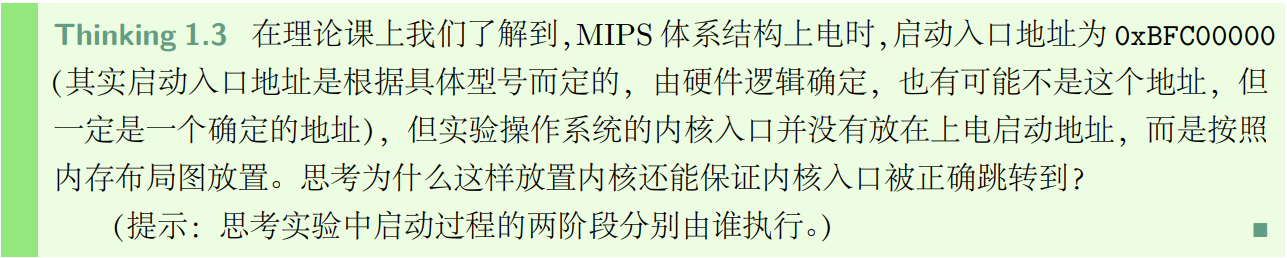 Thinking 1.3 在理论课上我们了解到,MIPS 体系结构上电时,启动入口地址为 0xBFC00000
(其实启动入口地址是根据具体型号而定的，由硬件逻辑确定，也有可能不是这个地址，但
一定是一个确定的地址)，但实验操作系统的内核入口并没有放在上电启动地址，而是按照
内存布局图放置。思考为什么这样放置内核还能保证内核入口被正确跳转到?
(提示：思考实验中启动过程的两阶段分别由谁执行。)